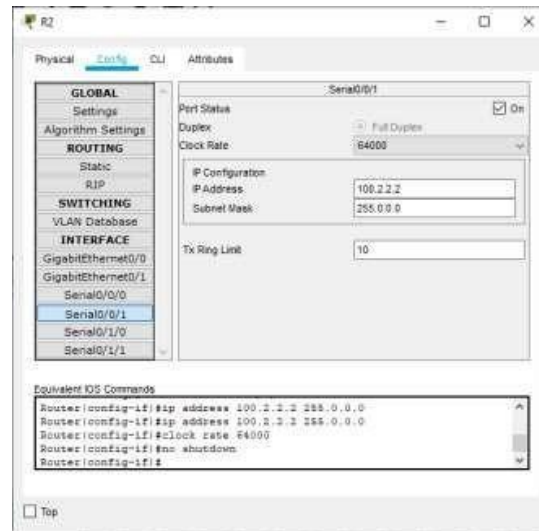 R2
Physical Config CLI Attributes
GLOBAL
Settings
Algorithm Settings
ROUTING
Static
RIP
SWITCHING
VLAN Database
INTERFACE
GigabitEthernet0/0
GigabitEthernet0/1
Serial0/0/0
Serial0/0/1
Serial0/1/0
Serial0/1/1
Serial0/0/1
Port Status On
Duplex Full Duplex
Clock Rate 64000
IP Configuration
IP Address 100.2.2.2
Subnet Mask 255.0.0.0
Tx Ring Limit 10
Equivalent IOS Commands
Router(config-if)#ip address 100.2.2.2 255.0.0.0
Router(config-if)#ip address 100.2.2.2 255.0.0.0
Router(config-if)#clock rate 64000
Router(config-if)#no shutdown
Router(config-if)#
Top